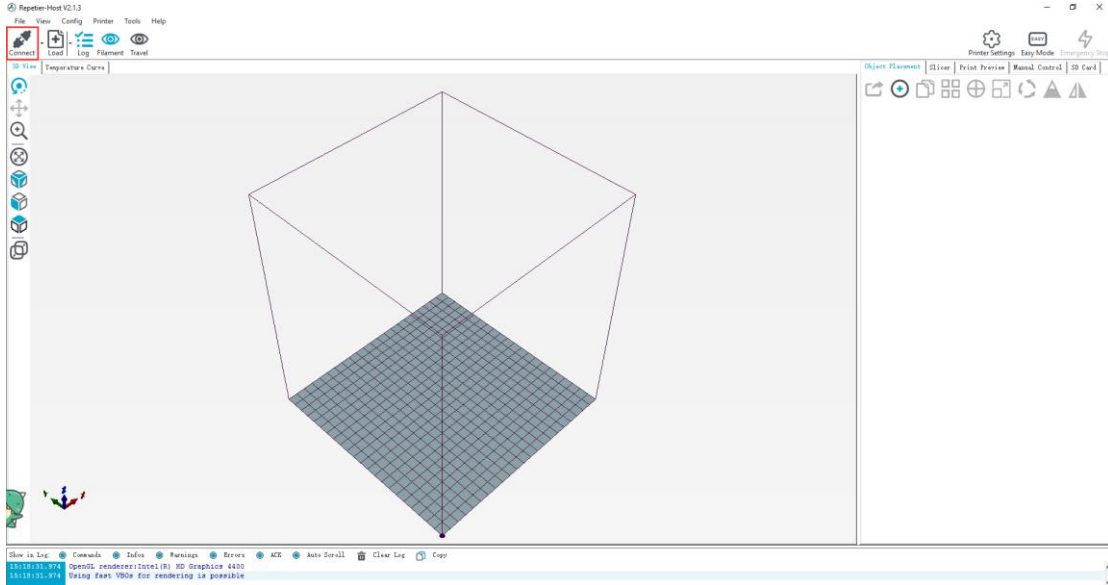 Repetier-Host V2.1.3
File View Config Printer Tools Help
Connect Load Log Filament Travel Printer Settings Easy Mode Emergency Stop
EASY
3D View Temperature Curve Object Placement Slicer Print Preview Manual Control SD Card
Show in Log: Commands Infos Warnings Errors ACK Auto Scroll Clear Log Copy
15:18:31.974 OpenGL renderer:Intel(R) HD Graphics 4400
15:18:31.974 Using fast VBOs for rendering is possible